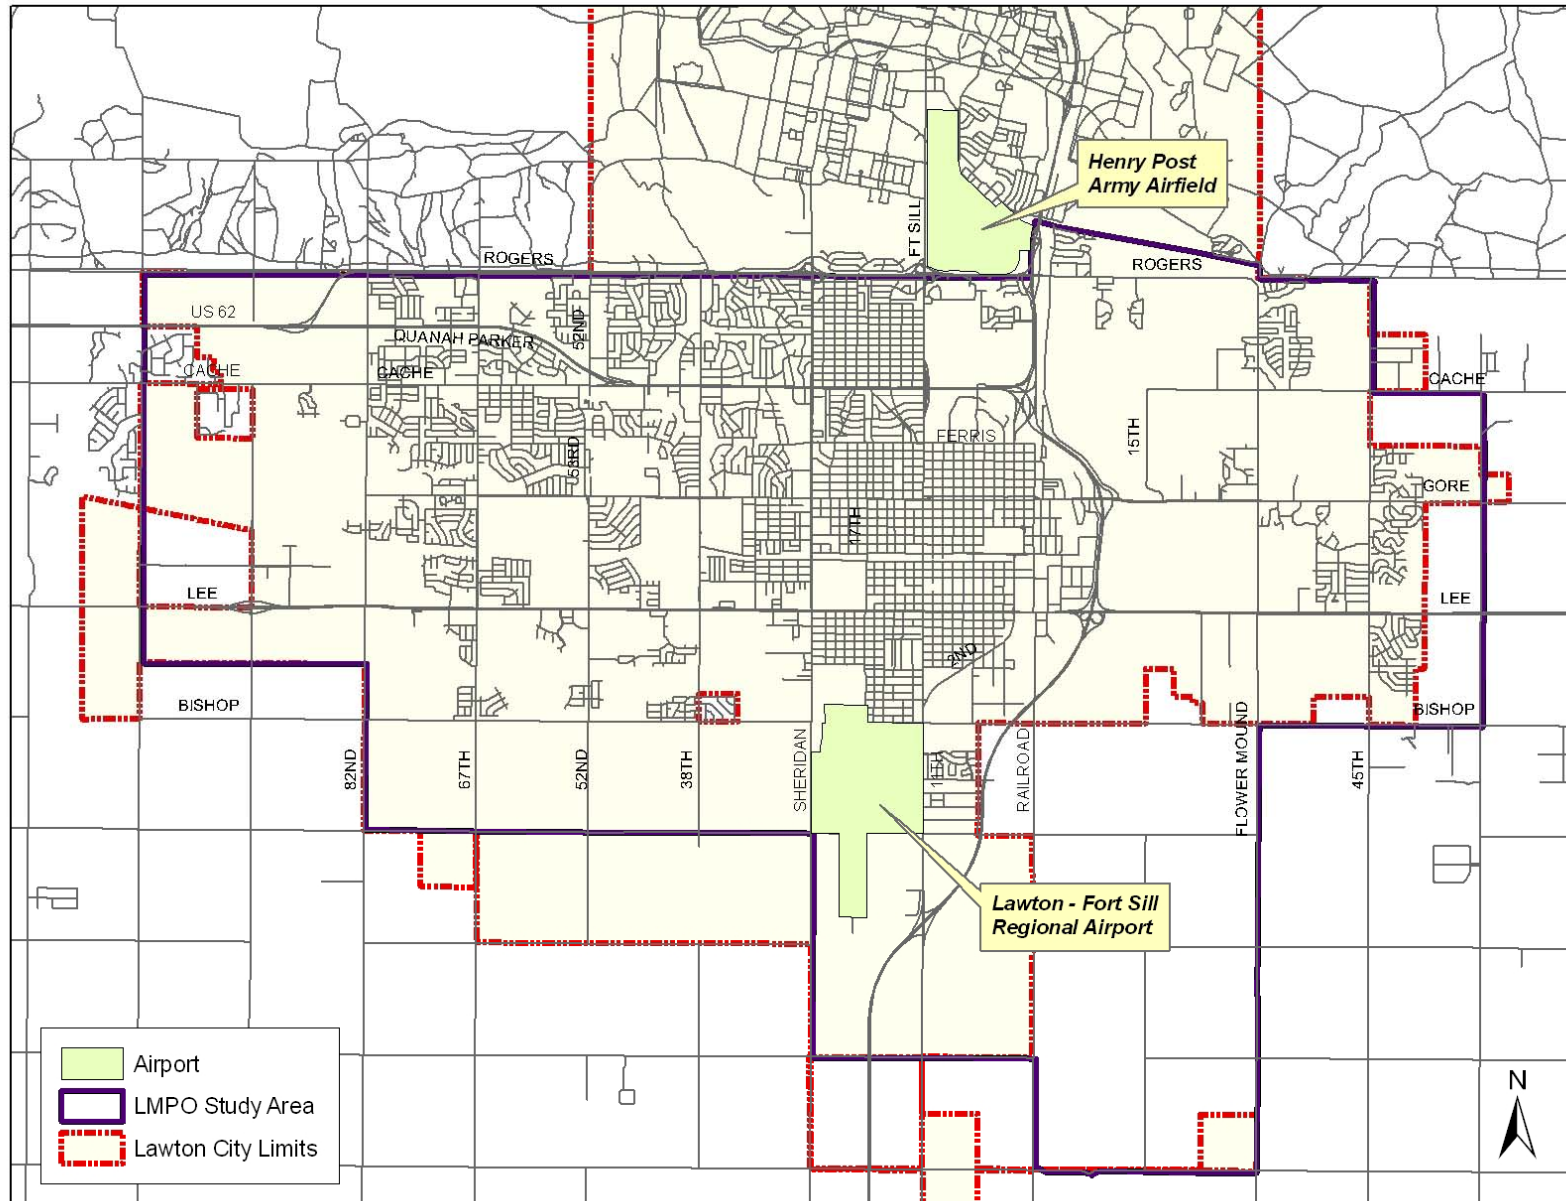 Henry Post
Army Airfield
FT SILL
ROGERS
ROGERS
US 62
QUANAH PARKER
52ND
CACHE
CACHE
CACHE
FERRIS
15TH
53RD
GORE
17TH
LEE
LEE
2ND
BISHOP
BISHOP
82ND
67TH
52ND
38TH
SHERIDAN
11TH
RAILROAD
FLOWER MOUND
45TH
Lawton - Fort Sill
Regional Airport
Airport
LMPO Study Area
Lawton City Limits
N